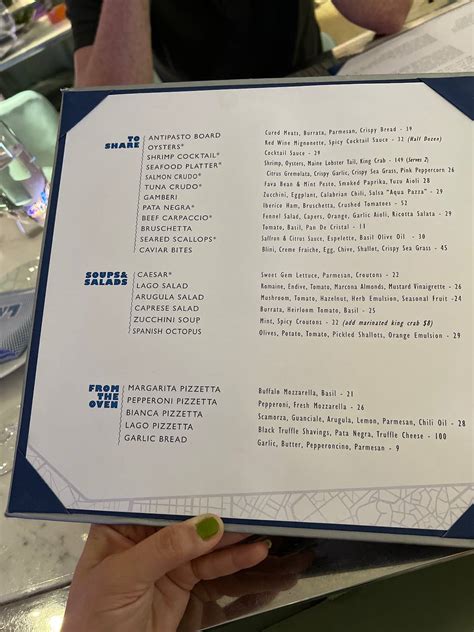 TO SHARE
ANTIPASTO BOARD Cured Meats, Burrata, Parmesan, Crispy Bread - 39
OYSTERS* Red Wine Mignonette, Spicy Cocktail Sauce - 32 (Half Dozen)
SHRIMP COCKTAIL* Cocktail Sauce - 29
SEAFOOD PLATTER* Shrimp, Oysters, Maine Lobster Tail, King Crab - 149 (Serves 2)
SALMON CRUDO* Citrus Gremolata, Crispy Garlic, Crispy Sea Grass, Pink Peppercorn 26
TUNA CRUDO* Fava Bean & Mint Pesto, Smoked Paprika, Yuzu Aioli 28
GAMBERI Zucchini, Eggplant, Calabrian Chili, Salsa "Aqua Pazza" - 29
PATA NEGRA* Iberico Ham, Bruschetta, Crushed Tomatoes - 52
BEEF CARPACCIO* Fennel Salad, Capers, Orange, Garlic Aioli, Ricotta Salata - 29
BRUSCHETTA Tomato, Basil, Pan De Cristal - 11
SEARED SCALLOPS* Saffron & Citrus Sauce, Espelette, Basil Olive Oil - 30
CAVIAR BITES Blini, Creme Fraiche, Egg, Chive, Shallot, Crispy Sea Grass - 45
SOUPS& SALADS
CAESAR* Sweet Gem Lettuce, Parmesan, Croutons - 22
LAGO SALAD Romaine, Endive, Tomato, Marcona Almonds, Mustard Vinaigrette - 26
ARUGULA SALAD Mushroom, Tomato, Hazelnut, Herb Emulsion, Seasonal Fruit - 24
CAPRESE SALAD Burrata, Heirloom Tomato, Basil - 25
ZUCCHINI SOUP Mint, Spicy Croutons - 22 (add marinated king crab $8)
SPANISH OCTOPUS Olives, Potato, Tomato, Pickled Shallots, Orange Emulsion - 29
FROM THE OVEN
MARGARITA PIZZETTA Buffalo Mozzarella, Basil - 21
PEPPERONI PIZZETTA Pepperoni, Fresh Mozzarella - 26
BIANCA PIZZETTA Scamorza, Guanciale, Arugula, Lemon, Parmesan, Chili Oil - 28
LAGO PIZZETTA Black Truffle Shavings, Pata Negra, Truffle Cheese - 100
GARLIC BREAD Garlic, Butter, Pepperoncino, Parmesan - 9